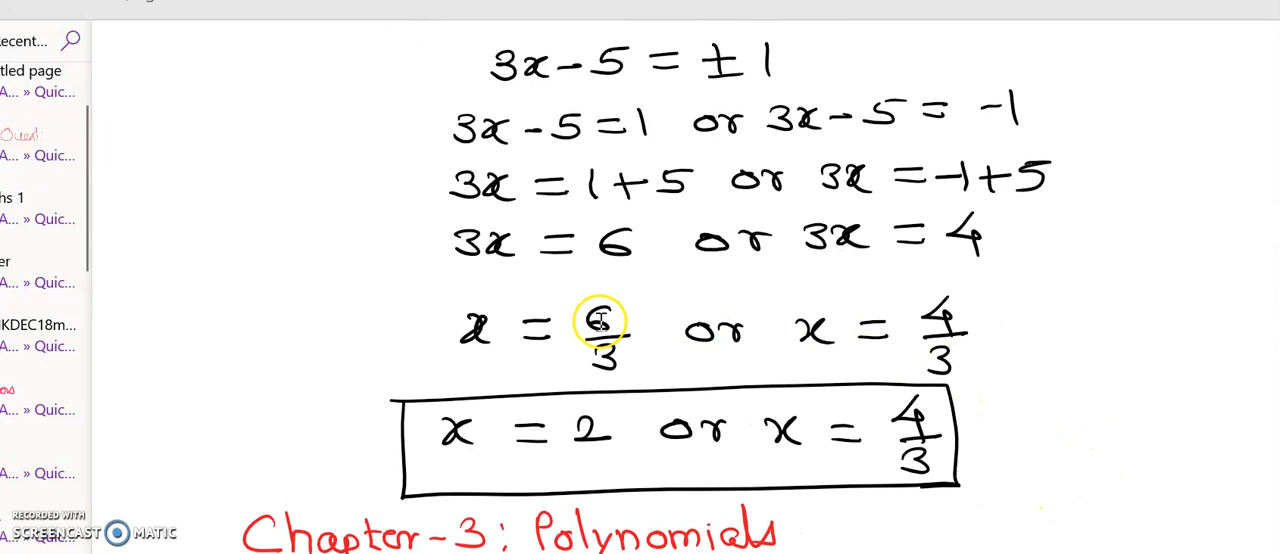 ecent...
tled page
A... » Quic...
3x - 5 = ± 1
3x - 5 = 1 or 3x - 5 = -1
A... » Quic...
hs 1
3x = 1 + 5 or 3x = -1 + 5
A... » Quic...
3x = 6 or 3x = 4
er
A... » Quic...
KDEC18m...
x = 6/3 or x = 4/3
A... » Quic...
A... » Quic...
x = 2 or x = 4/3
A... » Quic...
RECORDED WITH
SCREENCAST MATIC
A... » Quic...
Chapter - 3 : Polynomials